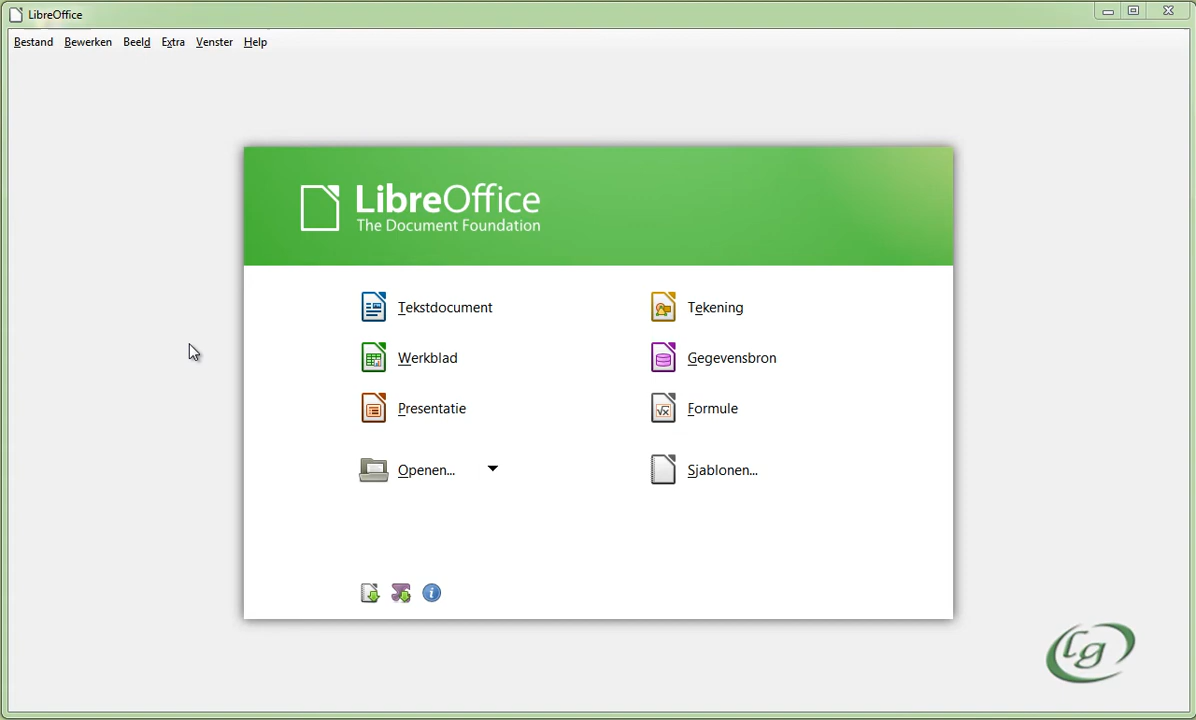 LibreOffice
Bestand Bewerken Beeld Extra Venster Help
LibreOffice
The Document Foundation
Tekstdocument
Tekening
Werkblad
Gegevensbron
Presentatie
Formule
Openen...
Sjablonen...
Lg